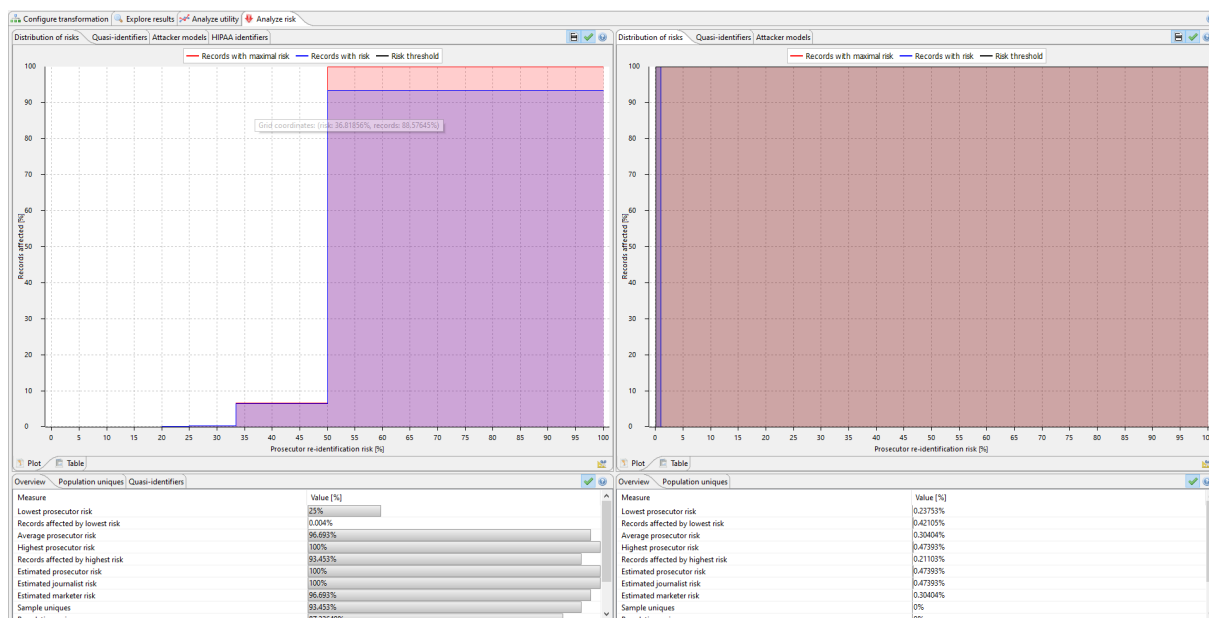 Configure transformation Explore results Analyze utility Analyze risk
Distribution of risks Quasi-identifiers Attacker models HIPAA identifiers
Records with maximal risk Records with risk Risk threshold
100
90
80
70
60
50
40
30
20
10
0
Records affected [%]
Grid coordinates: (risk: 36.81856%, records: 88.57645%)
0 5 10 15 20 25 30 35 40 45 50 55 60 65 70 75 80 85 90 95 100
Prosecutor re-identification risk [%]
Plot Table
Overview Population uniques Quasi-identifiers
Measure Value [%]
Lowest prosecutor risk 25%
Records affected by lowest risk 0.004%
Average prosecutor risk 96.693%
Highest prosecutor risk 100%
Records affected by highest risk 93.453%
Estimated prosecutor risk 100%
Estimated journalist risk 100%
Estimated marketer risk 96.693%
Sample uniques 93.453%
Distribution of risks Quasi-identifiers Attacker models
Records with maximal risk Records with risk Risk threshold
100
90
80
70
60
50
40
30
20
10
0
Records affected [%]
0 5 10 15 20 25 30 35 40 45 50 55 60 65 70 75 80 85 90 95
Prosecutor re-identification risk [%]
Plot Table
Overview Population uniques
Measure Value [%]
Lowest prosecutor risk 0.23753%
Records affected by lowest risk 0.42105%
Average prosecutor risk 0.30404%
Highest prosecutor risk 0.47393%
Records affected by highest risk 0.21103%
Estimated prosecutor risk 0.47393%
Estimated journalist risk 0.47393%
Estimated marketer risk 0.30404%
Sample uniques 0%